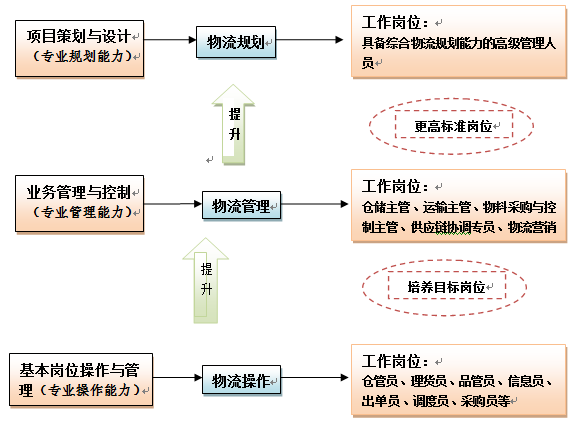 项目策划与设计
（专业规划能力）
物流规划
工作岗位：
具备综合物流规划能力的高级管理人
员
提
升
更高标准岗位
业务管理与控制
（专业管理能力）
物流管理
工作岗位：
仓储主管、运输主管、物料采购与控
制主管、供应链协调专员、物流营销
提
升
培养目标岗位
基本岗位操作与管
理（专业操作能力）
物流操作
工作岗位：
仓管员、理货员、品管员、信息员、
出单员、调度员、采购员等